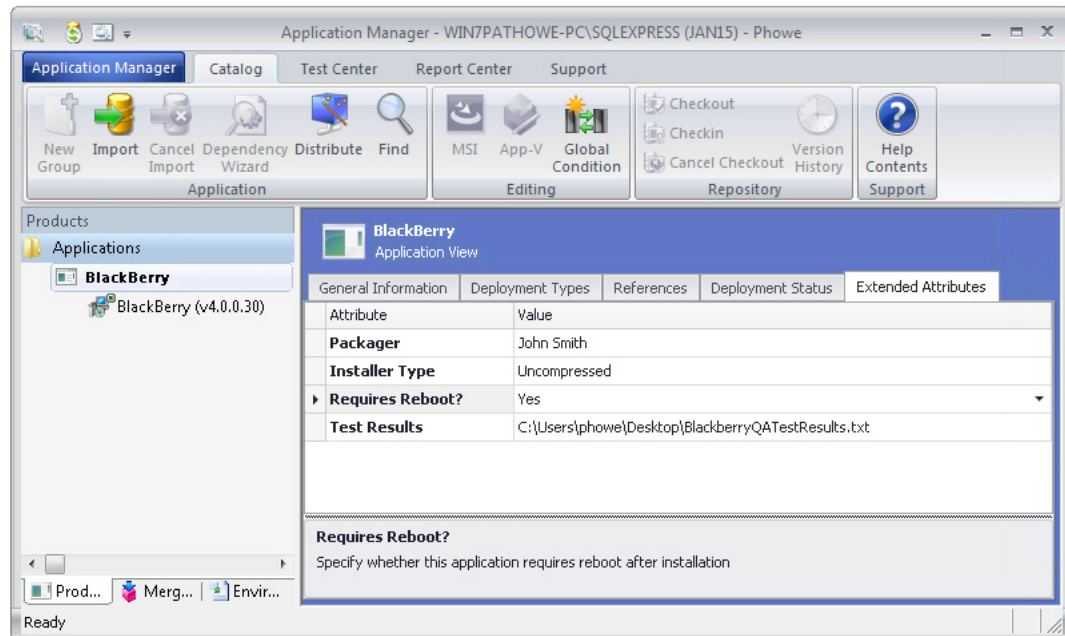 Application Manager - WIN7PATHOWE-PC\SQLEXPRESS (JAN15) - Phowe
Application Manager Catalog Test Center Report Center Support
New Group Import Cancel Import Dependency Wizard Distribute Find
Application
MSI App-V Global Condition
Editing
Checkout
Checkin
Cancel Checkout
Version History
Repository
Help Contents
Support
Products
Applications
BlackBerry
BlackBerry (v4.0.0.30)
BlackBerry
Application View
General Information Deployment Types References Deployment Status Extended Attributes
Attribute Value
Packager John Smith
Installer Type Uncompressed
Requires Reboot? Yes
Test Results C:\Users\phowe\Desktop\BlackberryQATestResults.txt
Requires Reboot?
Specify whether this application requires reboot after installation
Prod... Merg... Envir...
Ready